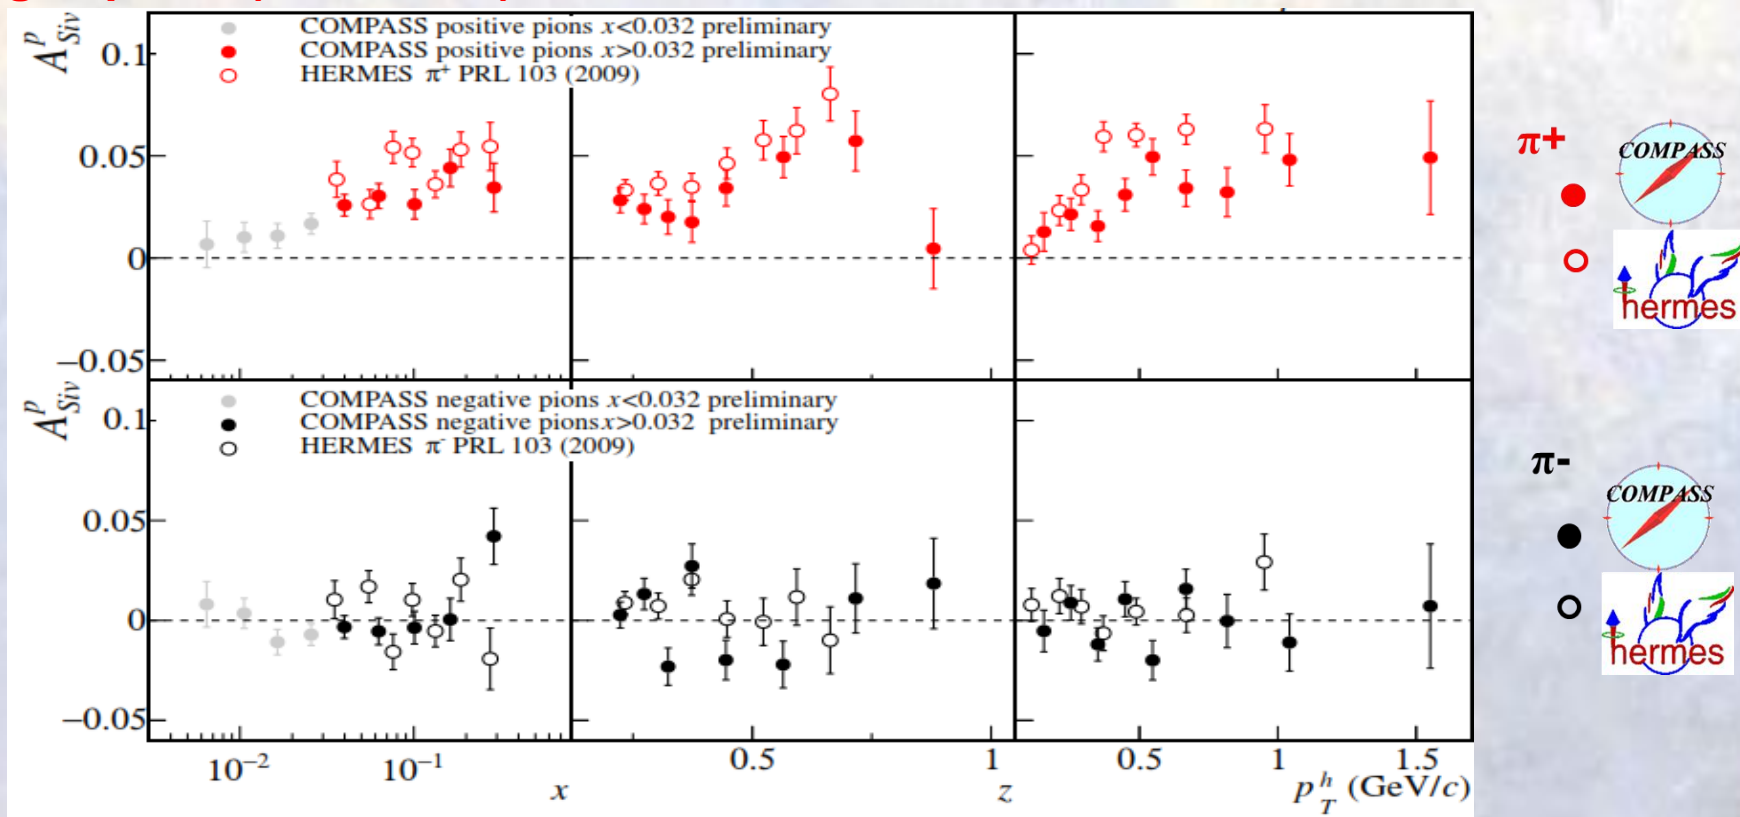 A^p_Siv
0.1
0.05
0
−0.05
COMPASS positive pions x<0.032 preliminary
COMPASS positive pions x>0.032 preliminary
HERMES π⁺ PRL 103 (2009)
A^p_Siv
0.1
0.05
0
−0.05
COMPASS negative pions x<0.032 preliminary
COMPASS negative pions x>0.032 preliminary
HERMES π⁻ PRL 103 (2009)
10⁻² 10⁻¹ 0.5 1 0.5 1 1.5
x z p_T^h (GeV/c)
π+
COMPASS
hermes
π-
COMPASS
hermes